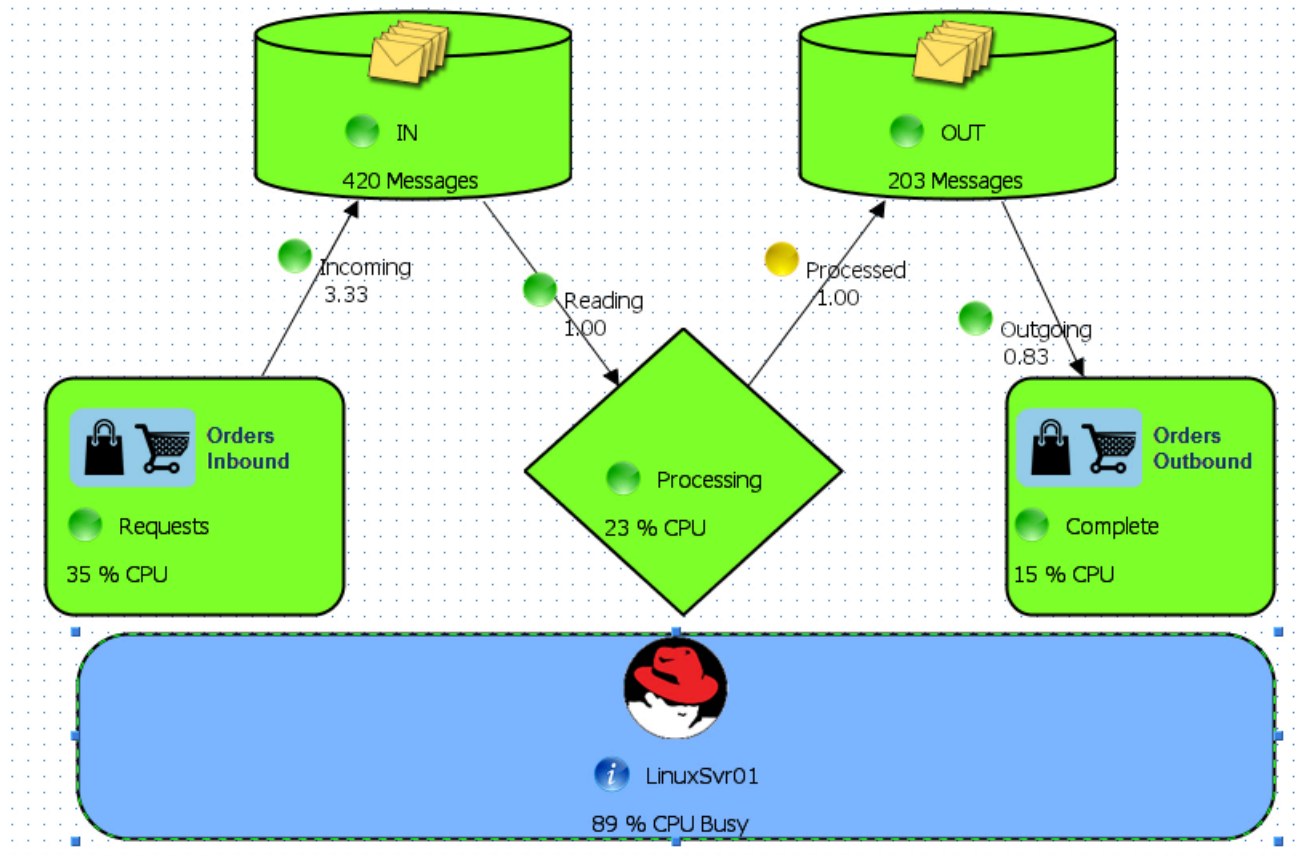 IN
420 Messages
OUT
203 Messages
Incoming
3.33
Reading
1.00
Processed
1.00
Outgoing
0.83
Orders
Inbound
Requests
35 % CPU
Processing
23 % CPU
Orders
Outbound
Complete
15 % CPU
i
LinuxSvr01
89 % CPU Busy